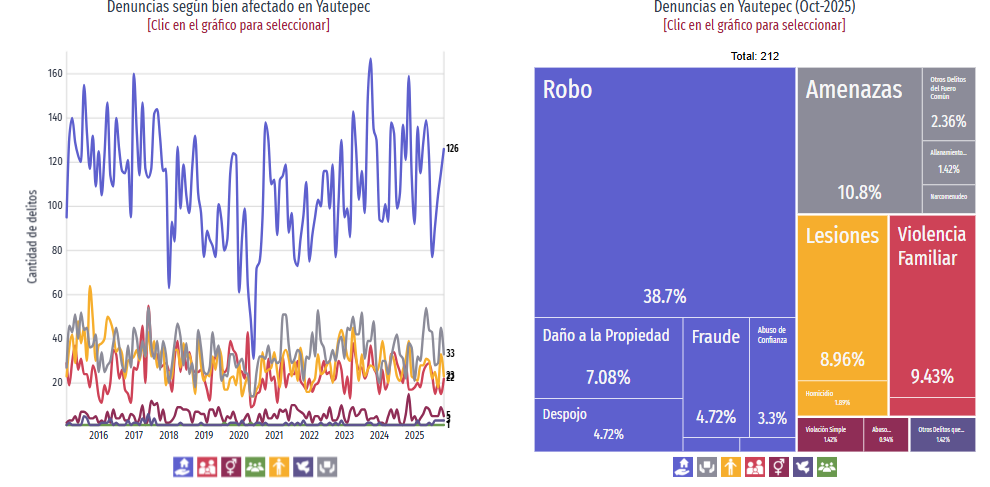 Denuncias según bien afectado en Yautepec
[Clic en el gráfico para seleccionar]
Cantidad de delitos
160
140
120
100
80
60
40
20
2016
2017
2018
2019
2020
2021
2022
2023
2024
2025
126
33
22
5
1
Denuncias en Yautepec (Oct-2025)
[Clic en el gráfico para seleccionar]
Total: 212
Robo
38.7%
Daño a la Propiedad
7.08%
Despojo
4.72%
Fraude
4.72%
Abuso de
Confianza
3.3%
Amenazas
10.8%
Otros Delitos
del Fuero
Común
2.36%
Allanamiento...
1.42%
Narcomenudeo
Lesiones
8.96%
Homicidio
1.89%
Violencia
Familiar
9.43%
Violación Simple
1.42%
Abuso...
0.94%
Otros Delitos que...
1.42%